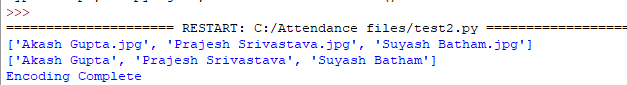 >>>
===================== RESTART: C:/Attendance files/test2.py ====================
['Akash Gupta.jpg', 'Prajesh Srivastava.jpg', 'Suyash Batham.jpg']
['Akash Gupta', 'Prajesh Srivastava', 'Suyash Batham']
Encoding Complete